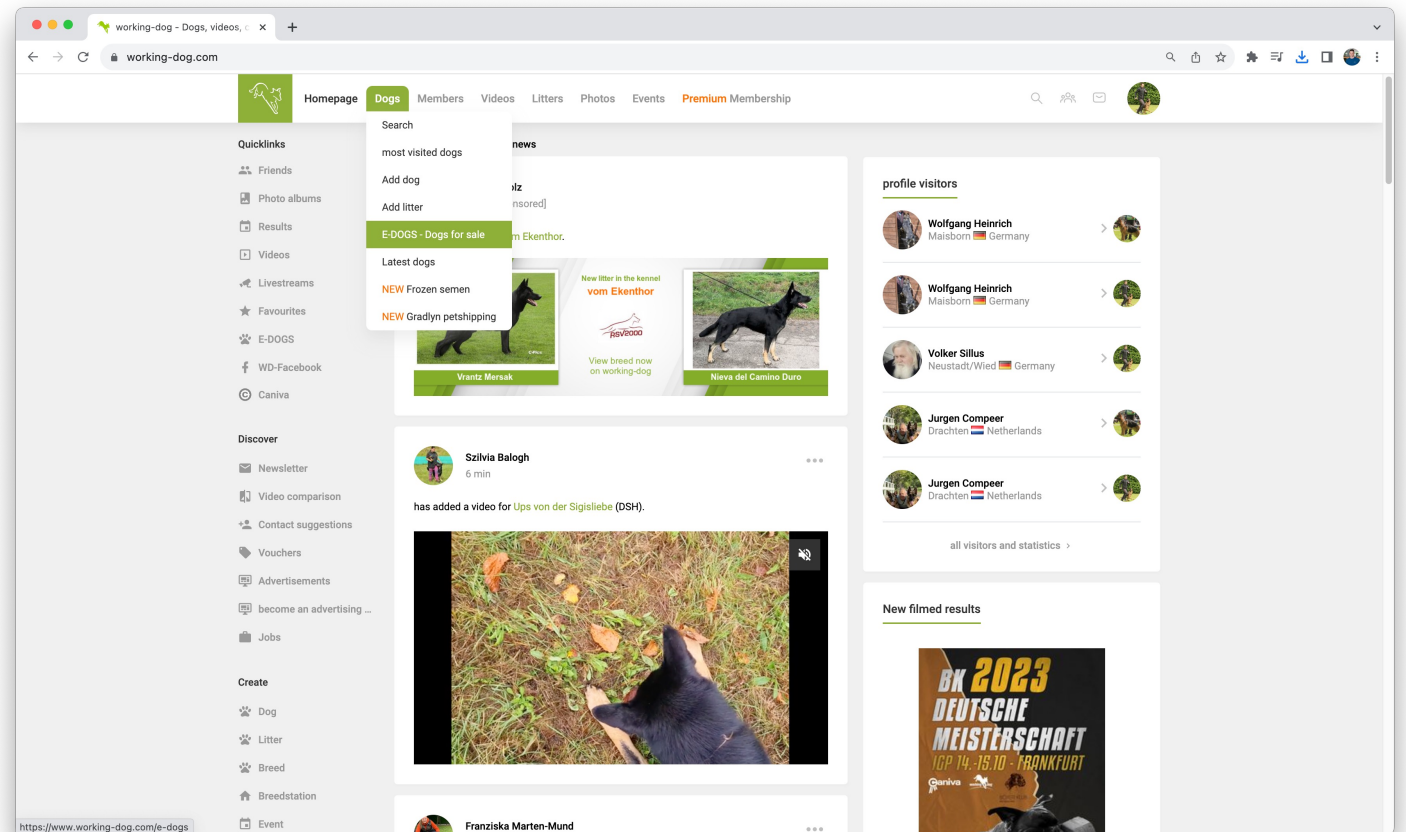 working-dog - Dogs, videos, c
working-dog.com
Homepage Dogs Members Videos Litters Photos Events Premium Membership
Search
most visited dogs
Add dog
Add litter
E-DOGS - Dogs for sale
Latest dogs
NEW Frozen semen
NEW Gradlyn petshipping
Quicklinks
Friends
Photo albums
Results
Videos
Livestreams
Favourites
E-DOGS
WD-Facebook
Caniva
Discover
Newsletter
Video comparison
Contact suggestions
Vouchers
Advertisements
become an advertising ...
Jobs
Create
Dog
Litter
Breed
Breedstation
Event
https://www.working-dog.com/e-dogs
news
olz
nsored]
m Ekenthor.
New litter in the kennel
vom Ekenthor
RSV2000
View breed now
on working-dog
Vrantz Mersak
Nieva del Camino Duro
Szilvia Balogh
6 min
has added a video for Ups von der Sigisliebe (DSH).
Franziska Marten-Mund
profile visitors
Wolfgang Heinrich
Maisborn Germany
Wolfgang Heinrich
Maisborn Germany
Volker Sillus
Neustadt/Wied Germany
Jurgen Compeer
Drachten Netherlands
Jurgen Compeer
Drachten Netherlands
all visitors and statistics
New filmed results
BK 2023
DEUTSCHE
MEISTERSCHAFT
IGP 14.-15.10 - FRANKFURT
Caniva